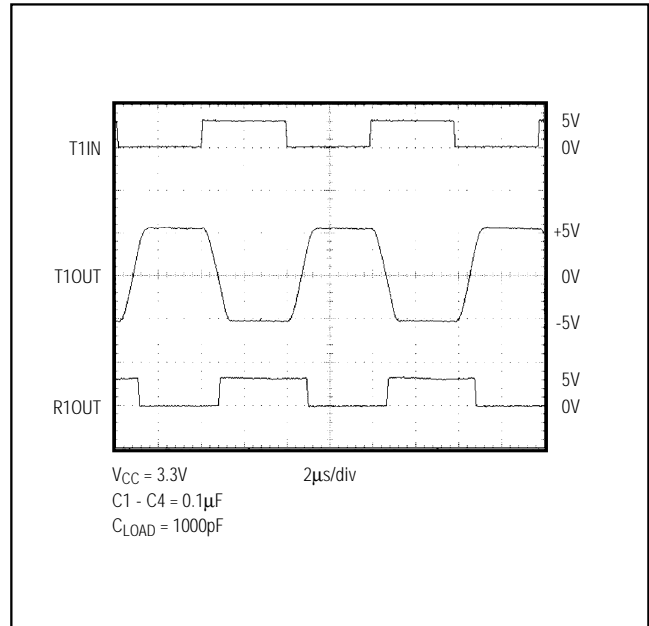 T1IN
5V
0V
+5V
T1OUT
0V
-5V
5V
R1OUT
0V
VCC = 3.3V
2μs/div
C1 - C4 = 0.1μF
CLOAD = 1000pF